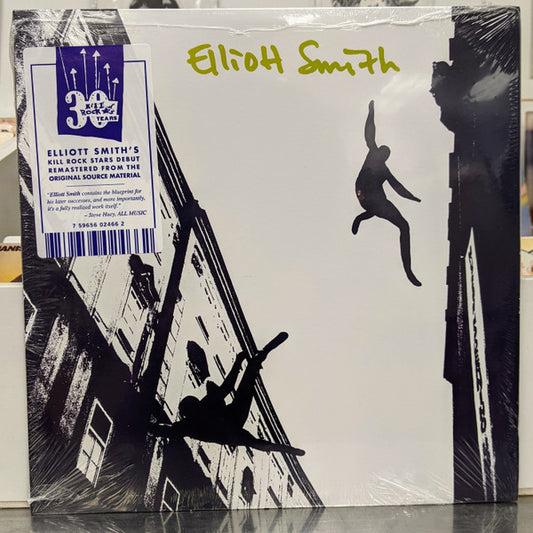 Elliott Smith
30
KILL
ROCK
YEARS
ELLIOTT SMITH'S
KILL ROCK STARS DEBUT
REMASTERED FROM THE
ORIGINAL SOURCE MATERIAL
"Elliott Smith contains the blueprint for
his later successes, and more importantly,
it's a fully realized work itself."
– Steve Huey, ALL MUSIC
7 59656 02466 2